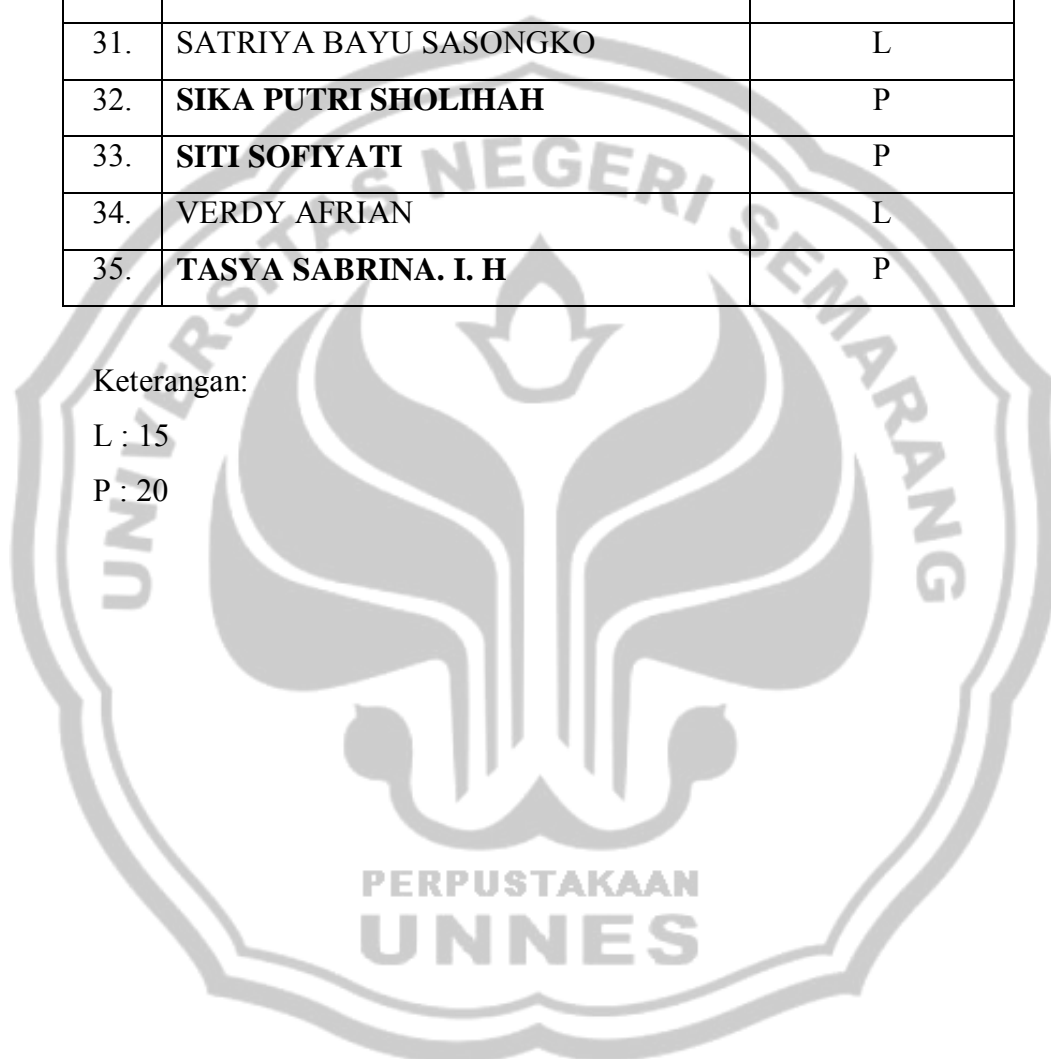 31. SATRIYA BAYU SASONGKO L
32. SIKA PUTRI SHOLIHAH P
33. SITI SOFIYATI P
34. VERDY AFRIAN L
35. TASYA SABRINA. I. H P
Keterangan:
L : 15
P : 20
UNIVERSITAS NEGERI SEMARANG
PERPUSTAKAAN
UNNES